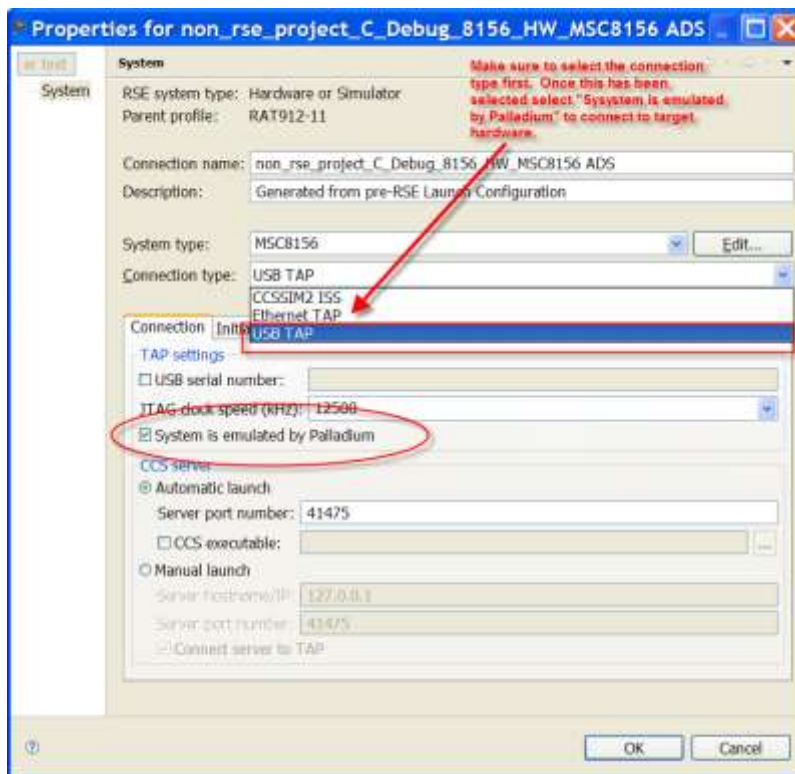 Properties for non_rse_project_C_Debug_8156_HW_MSC8156 ADS
er text
System
Make sure to select the connection
type first. Once this has been
selected select "Sysystem is emulated
by Palladium" to connect to target
hardware.
System
RSE system type: Hardware or Simulator
Parent profile: RAT912-11
Connection name: non_rse_project_C_Debug_8156_HW_MSC8156 ADS
Description: Generated from pre-RSE Launch Configuration
System type: MSC8156 Edit...
Connection type: USB TAP
CCSSIM2 ISS
Ethernet TAP
USB TAP
Connection Initi
TAP settings
USB serial number:
JTAG clock speed (kHz): 12500
System is emulated by Palladium
CCS server
Automatic launch
Server port number: 41475
CCS executable: ...
Manual launch
Server hostname/IP: 127.0.0.1
Server port number: 41475
Connect server to TAP
OK Cancel